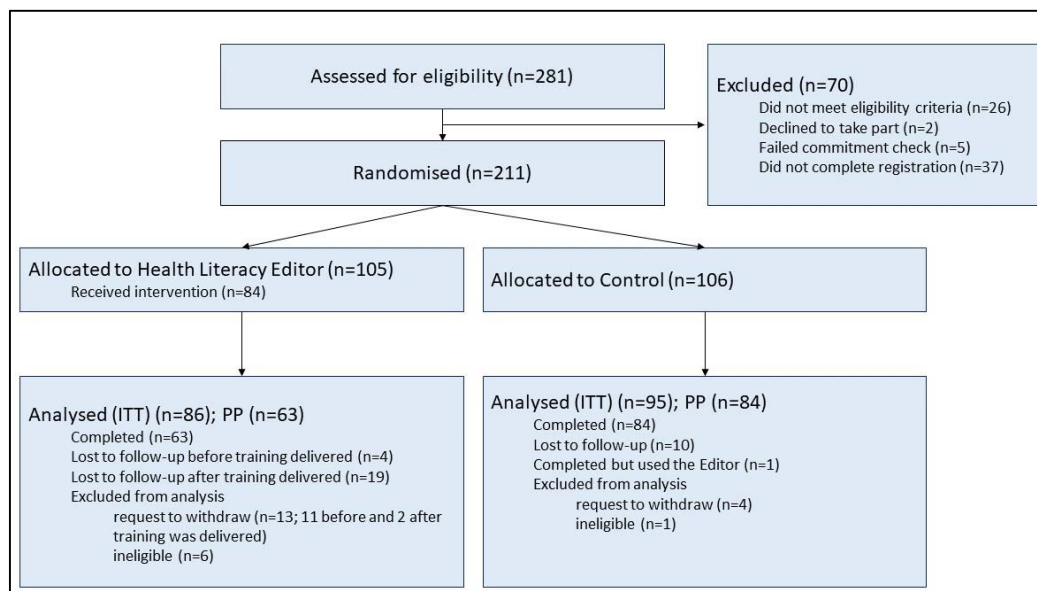 Assessed for eligibility (n=281)
Excluded (n=70)
Did not meet eligibility criteria (n=26)
Declined to take part (n=2)
Failed commitment check (n=5)
Did not complete registration (n=37)
Randomised (n=211)
Allocated to Health Literacy Editor (n=105)
Received intervention (n=84)
Allocated to Control (n=106)
Analysed (ITT) (n=86); PP (n=63)
Completed (n=63)
Lost to follow-up before training delivered (n=4)
Lost to follow-up after training delivered (n=19)
Excluded from analysis
request to withdraw (n=13; 11 before and 2 after
training was delivered)
ineligible (n=6)
Analysed (ITT) (n=95); PP (n=84)
Completed (n=84)
Lost to follow-up (n=10)
Completed but used the Editor (n=1)
Excluded from analysis
request to withdraw (n=4)
ineligible (n=1)